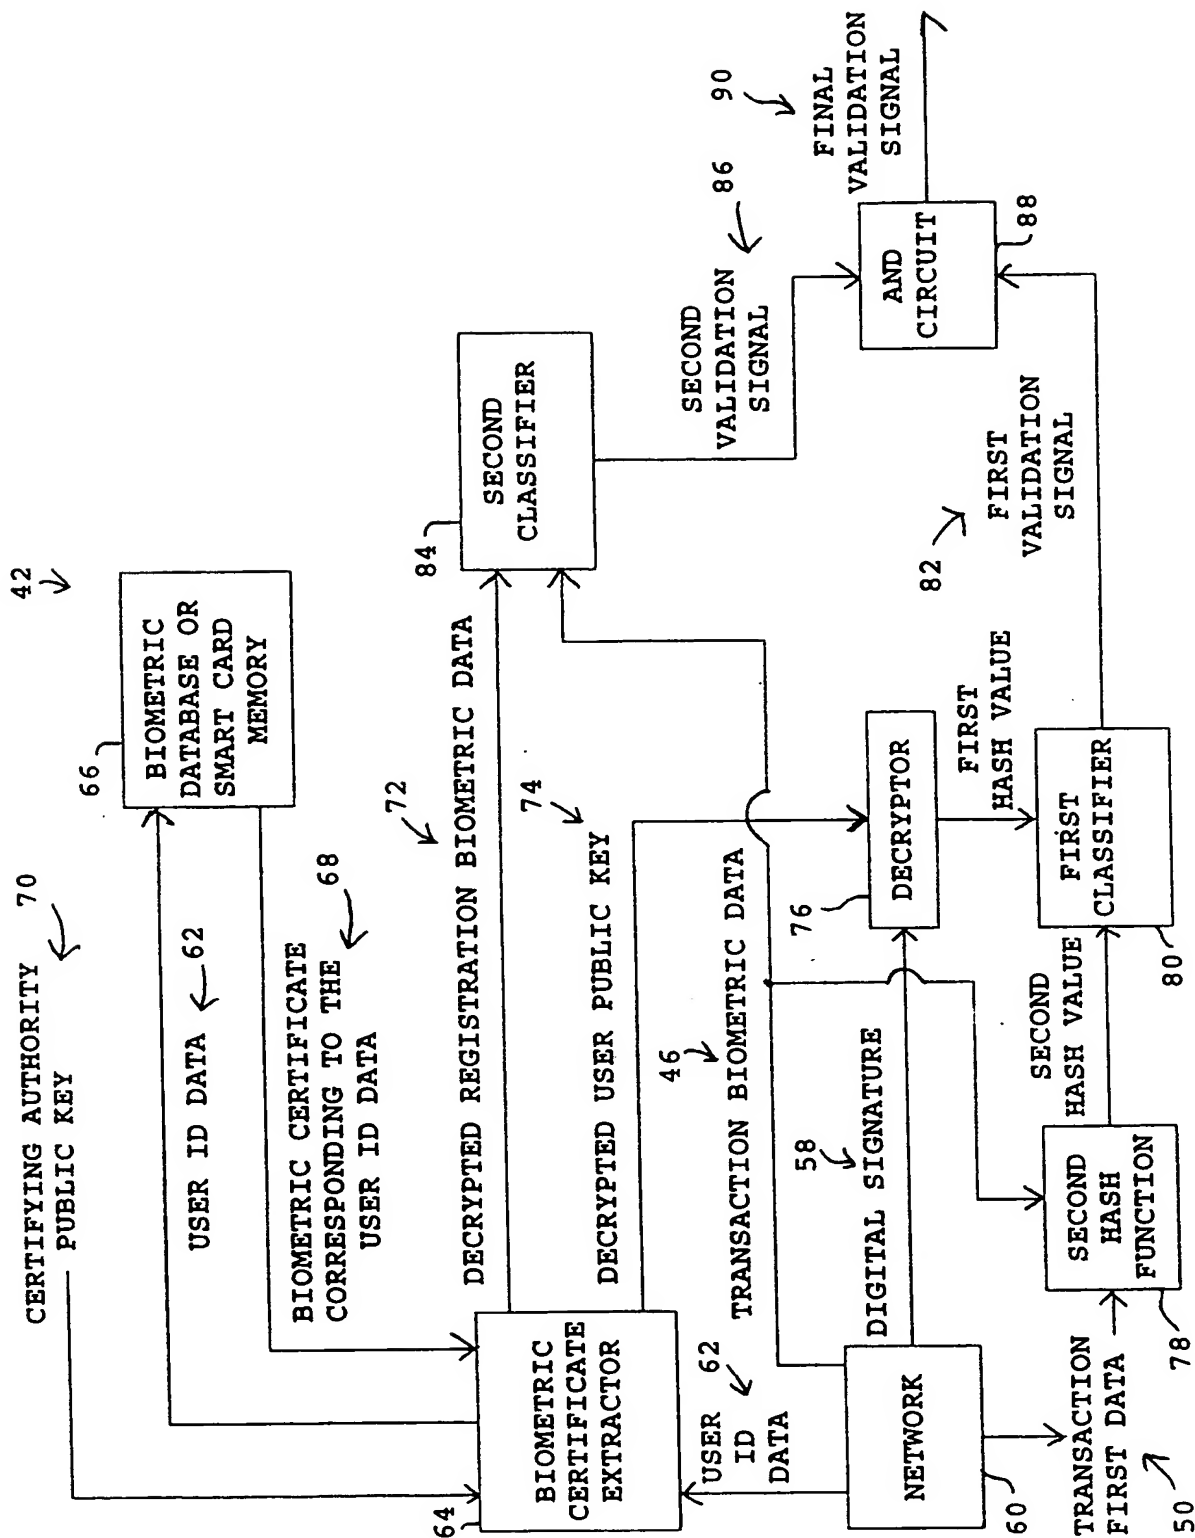 42
CERTIFYING AUTHORITY
PUBLIC KEY
70
66
BIOMETRIC
DATABASE OR
SMART CARD
MEMORY
USER ID DATA
62
BIOMETRIC CERTIFICATE
CORRESPONDING TO THE
USER ID DATA
68
72
DECRYPTED REGISTRATION BIOMETRIC DATA
84
SECOND
CLASSIFIER
74
DECRYPTED USER PUBLIC KEY
64
BIOMETRIC
CERTIFICATE
EXTRACTOR
USER
ID
DATA
62
46
TRANSACTION BIOMETRIC DATA
SECOND
VALIDATION
SIGNAL
86
90
FINAL
VALIDATION
SIGNAL
76
DECRYPTOR
AND
CIRCUIT
88
58
DIGITAL SIGNATURE
NETWORK
60
FIRST
HASH VALUE
82
FIRST
VALIDATION
SIGNAL
SECOND
HASH VALUE
FIRST
CLASSIFIER
80
SECOND
HASH
FUNCTION
78
TRANSACTION
FIRST DATA
50